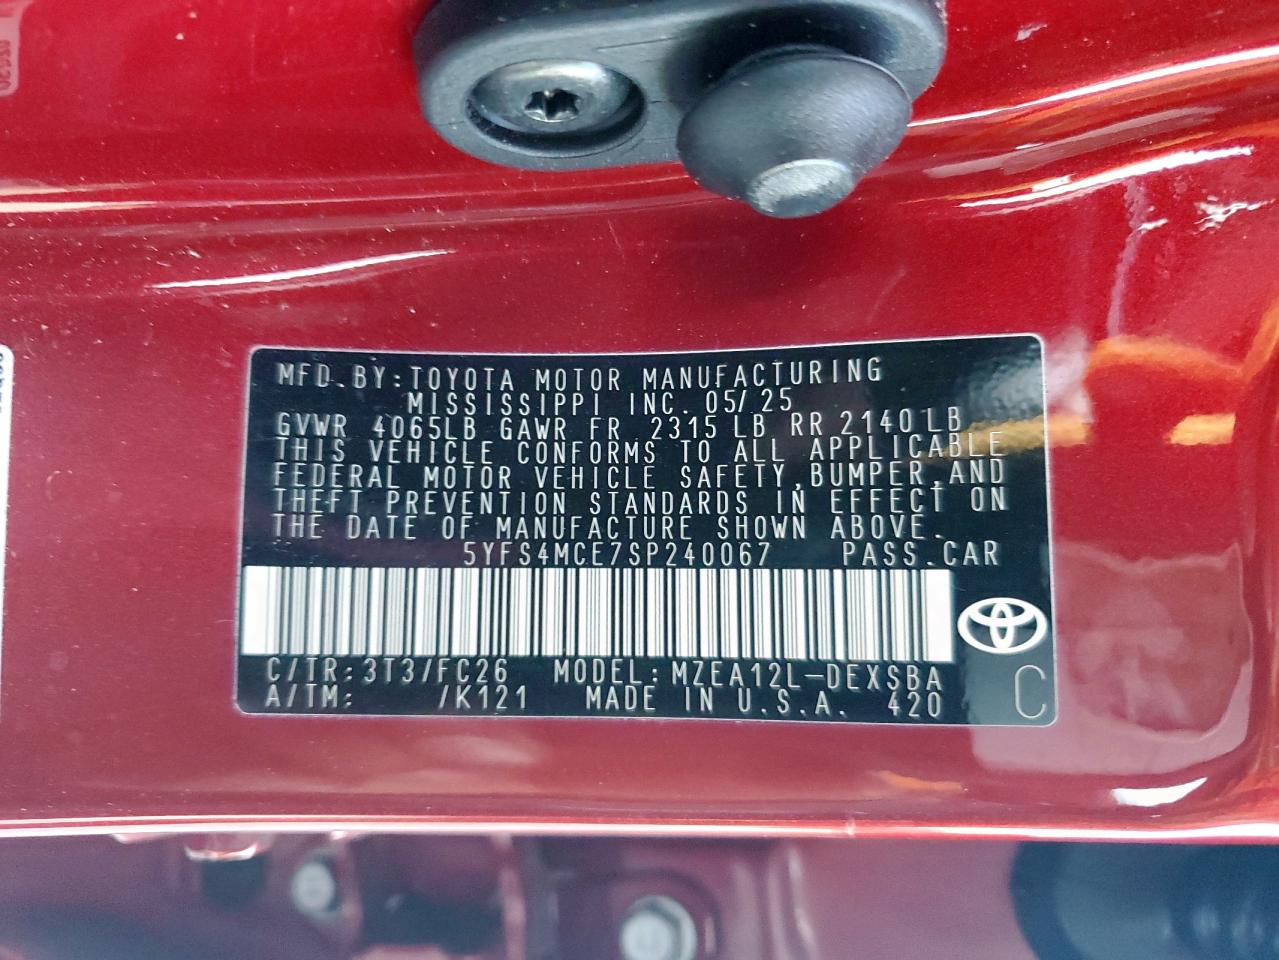 MFD.BY:TOYOTA MOTOR MANUFACTURING
MISSISSIPPI INC. 05/25
GVWR 4065LB GAWR FR 2315 LB RR 2140 LB
THIS VEHICLE CONFORMS TO ALL APPLICABLE
FEDERAL MOTOR VEHICLE SAFETY,BUMPER,AND
THEFT PREVENTION STANDARDS IN EFFECT ON
THE DATE OF MANUFACTURE SHOWN ABOVE.
5YFS4MCE7SP240067 PASS.CAR
C/TR:3T3/FC26 MODEL:MZEA12L-DEXSBA
A/TM: /K121 MADE IN U.S.A. 420
C